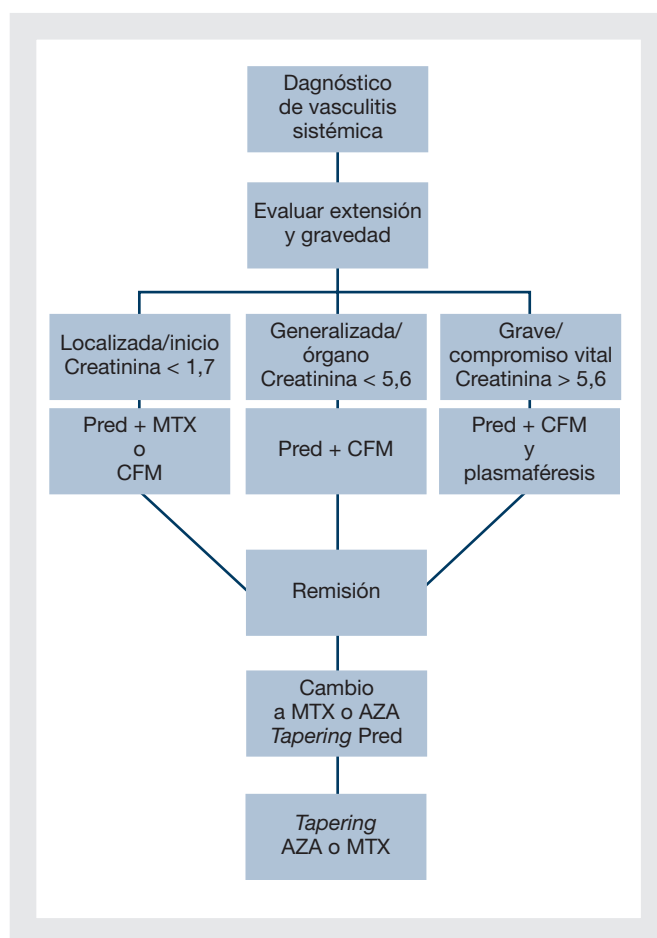 Dagnóstico
de vasculitis
sistémica
Evaluar extensión
y gravedad
Localizada/inicio
Creatinina < 1,7
Generalizada/
órgano
Creatinina < 5,6
Grave/
compromiso vital
Creatinina > 5,6
Pred + MTX
o
CFM
Pred + CFM
Pred + CFM
y
plasmaféresis
Remisión
Cambio
a MTX o AZA
Tapering Pred
Tapering
AZA o MTX